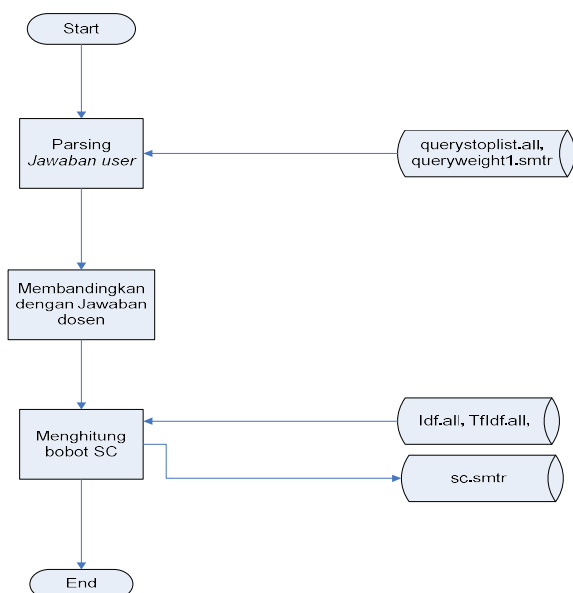 Start
Parsing
Jawaban user
querystoplist.all,
queryweight1.smtr
Membandingkan
dengan Jawaban
dosen
Menghitung
bobot SC
Idf.all, TfIdf.all,
sc.smtr
End